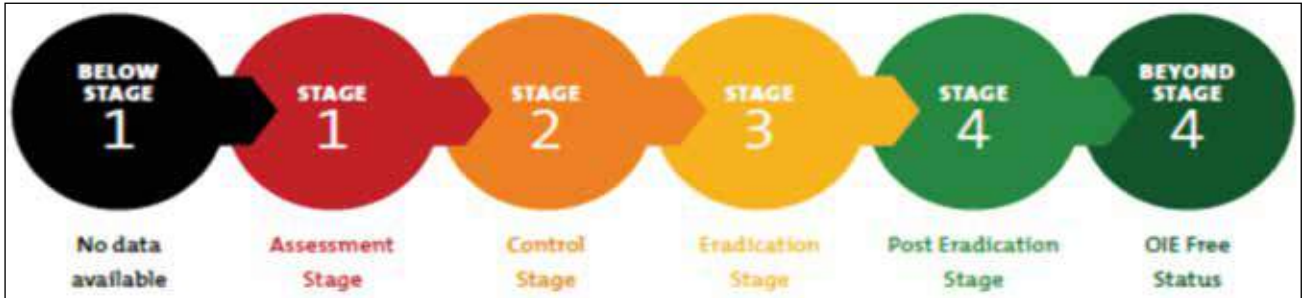 BELOW
STAGE
1
No data
available
STAGE
1
Assessment
Stage
STAGE
2
Control
Stage
STAGE
3
Eradication
Stage
STAGE
4
Post Eradication
Stage
BEYOND
STAGE
4
OIE Free
Status